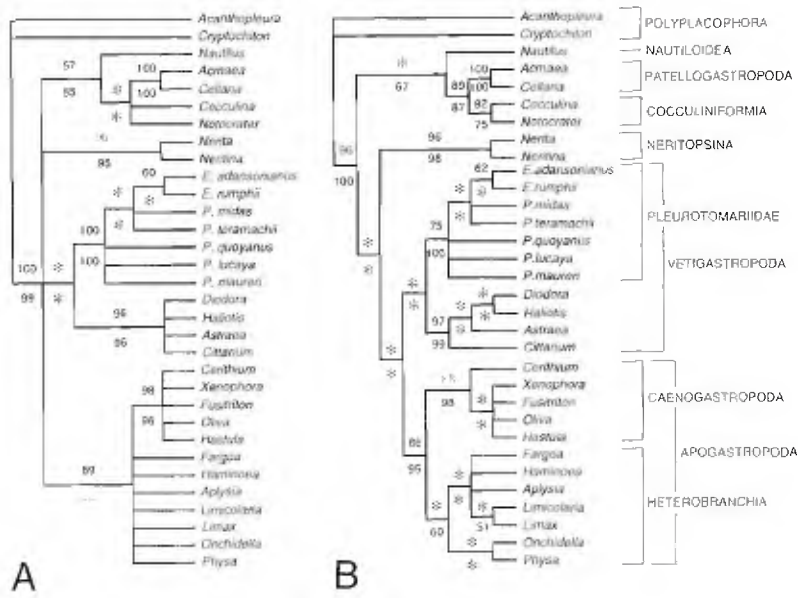 Acanthopleura
Cryptochiton
Nautilus
Acmaea
Cellana
Cocculina
Notocrater
Nerita
Neritina
E. adansonianus
E. rumphii
P. midas
P. teramachii
P. quoyanus
P. lucaya
P. maureri
Diodora
Haliotis
Astraea
Cittarium
Cerithium
Xenophora
Fusitriton
Oliva
Hastula
Fargoa
Haminoea
Aplysia
Limicolaria
Limax
Onchidella
Physa
57
100
100
95
60
100
100
100
99
96
96
98
96
89
A
Acanthopleura
Cryptochiton
Nautilus
Acmaea
Cellana
Cocculina
Notocrater
Nerita
Neritina
E.adansonianus
E.rumphii
P.midas
P.teramachii
P.quoyanus
P.lucaya
P.maureri
Diodora
Haliotis
Astraea
Cittarium
Cerithium
Xenophora
Fusitriton
Oliva
Hastula
Fargoa
Haminoea
Aplysia
Limicolaria
Limax
Onchidella
Physa
67
100
100
87
75
96
100
96
98
62
75
100
97
99
98
95
60
51
B
POLYPLACOPHORA
NAUTILOIDEA
PATELLOGASTROPODA
COCCULINIFORMIA
NERITOPSINA
PLEUROTOMARIIDAE
VETIGASTROPODA
CAENOGASTROPODA
APOGASTROPODA
HETEROBRANCHIA